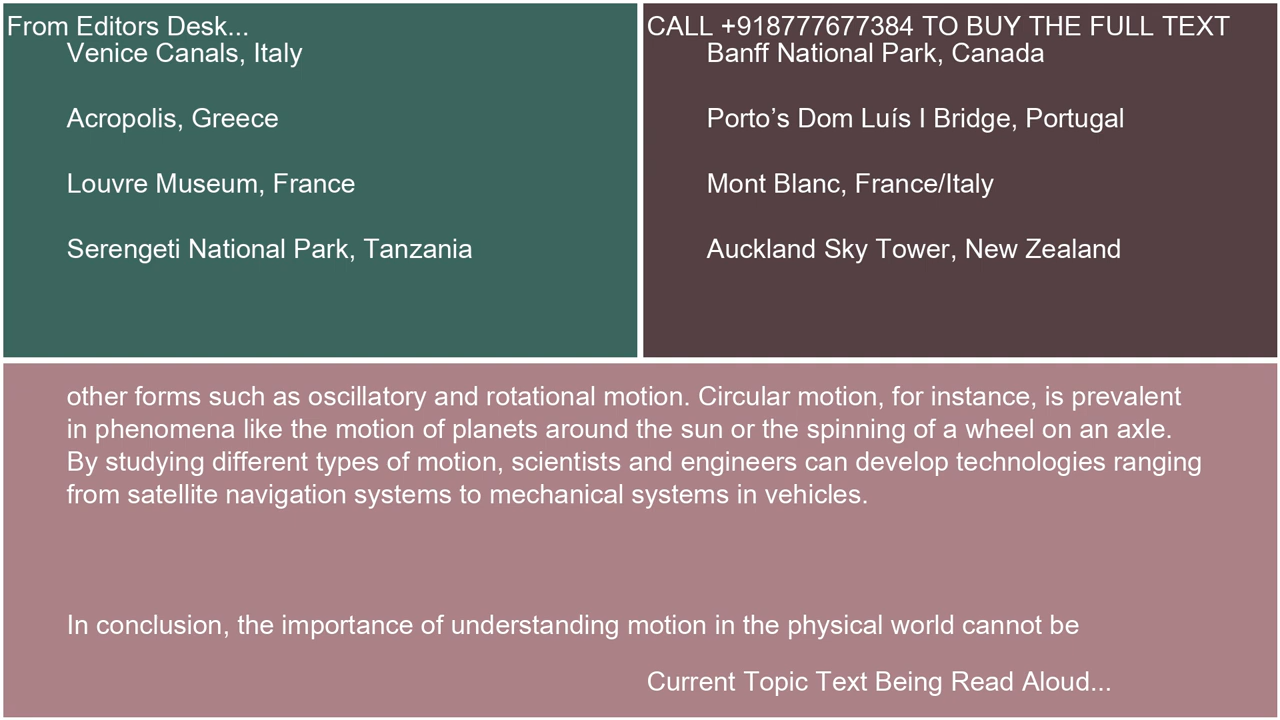 From Editors Desk...
Venice Canals, Italy
Acropolis, Greece
Louvre Museum, France
Serengeti National Park, Tanzania
CALL +918777677384 TO BUY THE FULL TEXT
Banff National Park, Canada
Porto’s Dom Luís I Bridge, Portugal
Mont Blanc, France/Italy
Auckland Sky Tower, New Zealand
other forms such as oscillatory and rotational motion. Circular motion, for instance, is prevalent
in phenomena like the motion of planets around the sun or the spinning of a wheel on an axle.
By studying different types of motion, scientists and engineers can develop technologies ranging
from satellite navigation systems to mechanical systems in vehicles.
In conclusion, the importance of understanding motion in the physical world cannot be
Current Topic Text Being Read Aloud...